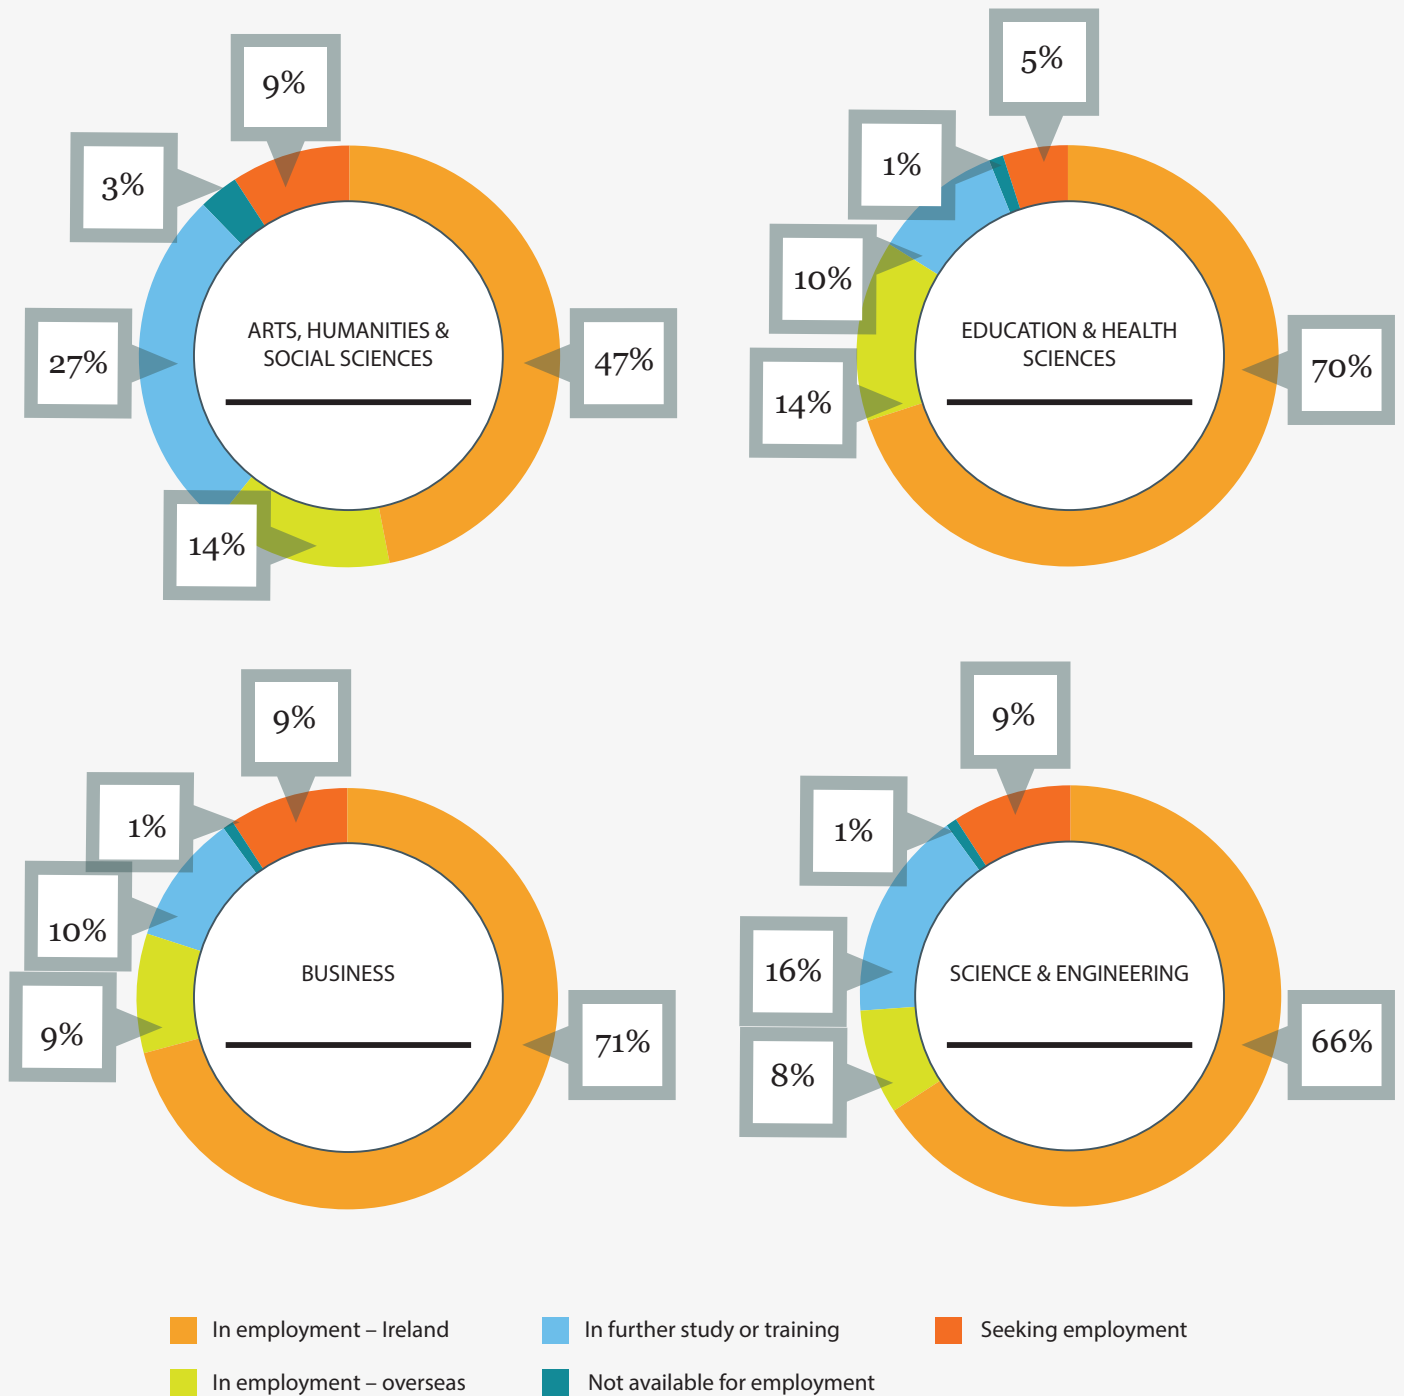 9%
3%
27%
14%
47%
ARTS, HUMANITIES &
SOCIAL SCIENCES
5%
1%
10%
14%
70%
EDUCATION & HEALTH
SCIENCES
9%
1%
10%
9%
71%
BUSINESS
9%
1%
16%
8%
66%
SCIENCE & ENGINEERING
In employment – Ireland
In further study or training
Seeking employment
In employment – overseas
Not available for employment